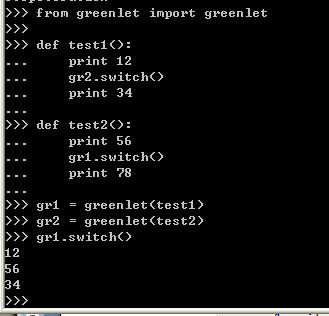 >>> from greenlet import greenlet
>>>
>>> def test1():
...     print 12
...     gr2.switch()
...     print 34
...
>>> def test2():
...     print 56
...     gr1.switch()
...     print 78
...
>>> gr1 = greenlet(test1)
>>> gr2 = greenlet(test2)
>>> gr1.switch()
12
56
34
>>>